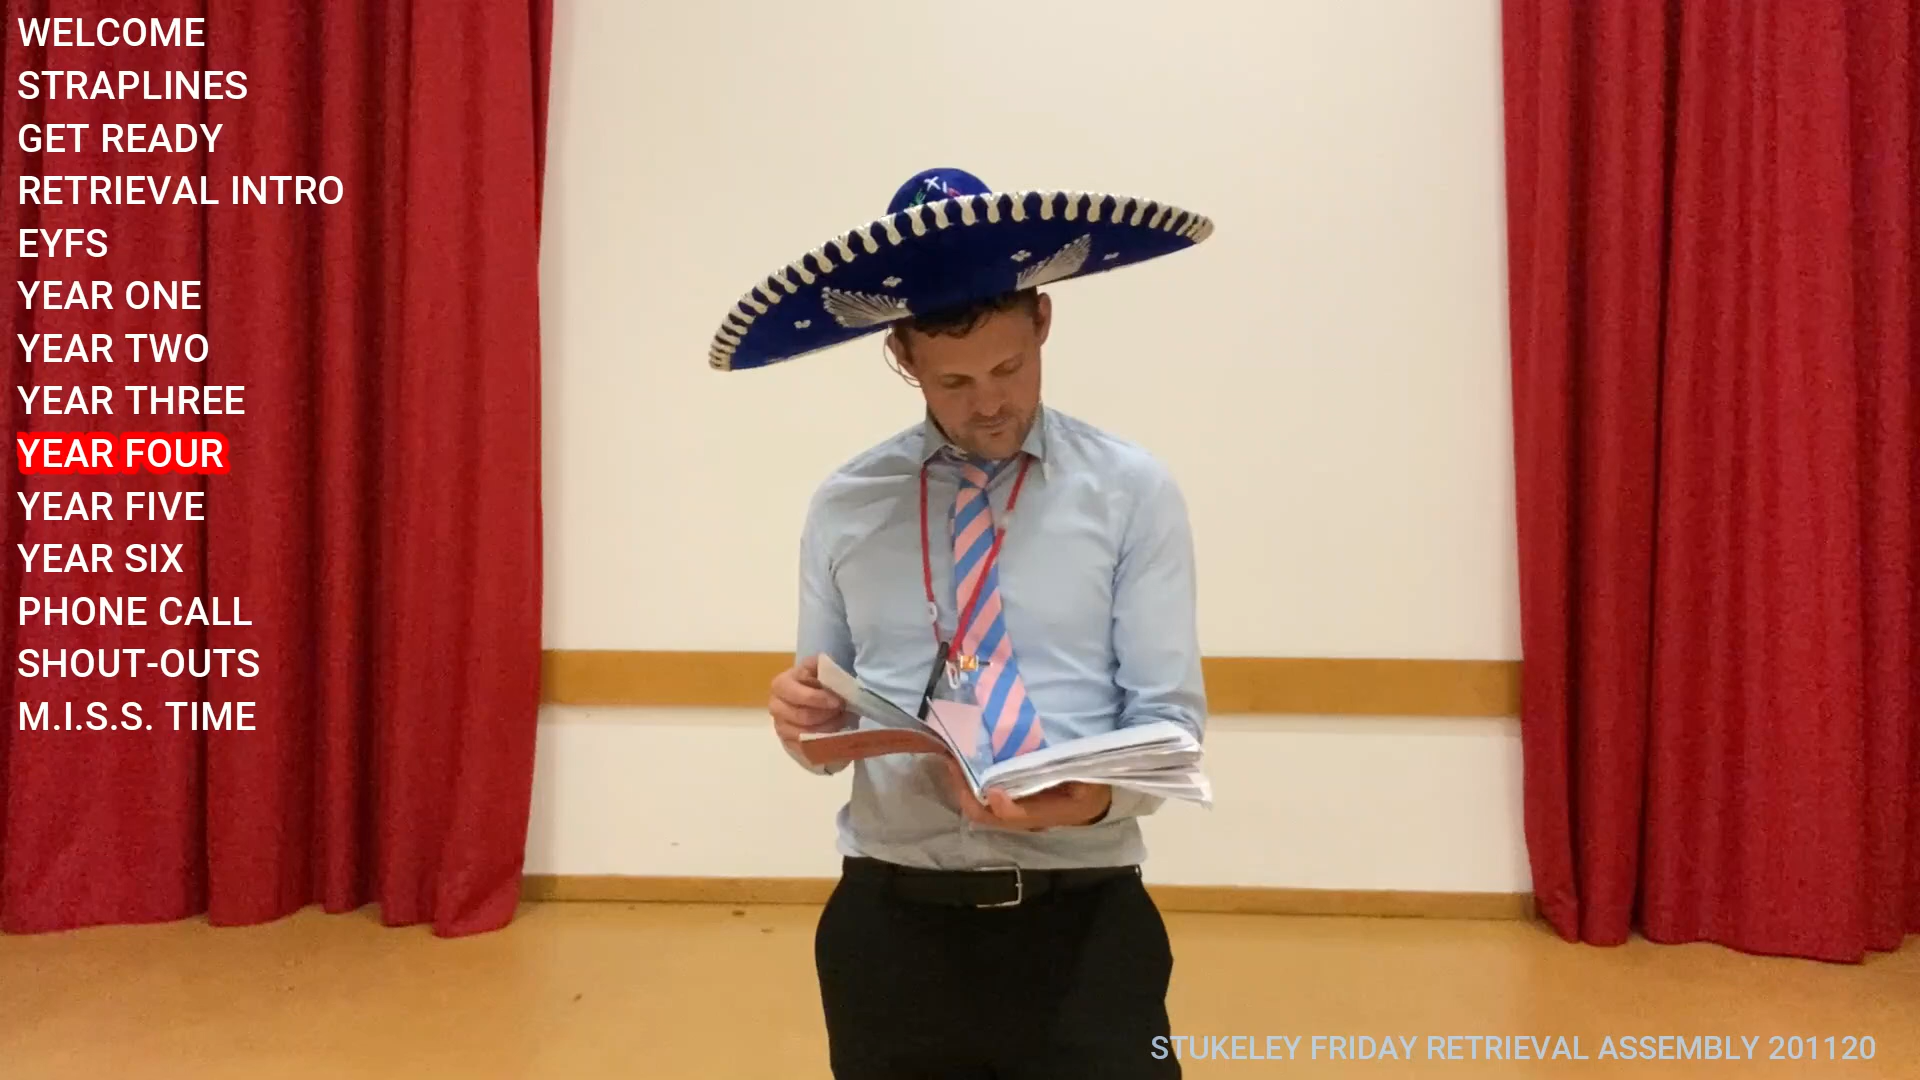 WELCOME
STRAPLINES
GET READY
RETRIEVAL INTRO
EYFS
YEAR ONE
YEAR TWO
YEAR THREE
YEAR FOUR
YEAR FIVE
YEAR SIX
PHONE CALL
SHOUT-OUTS
M.I.S.S. TIME
STUKELEY FRIDAY RETRIEVAL ASSEMBLY 201120